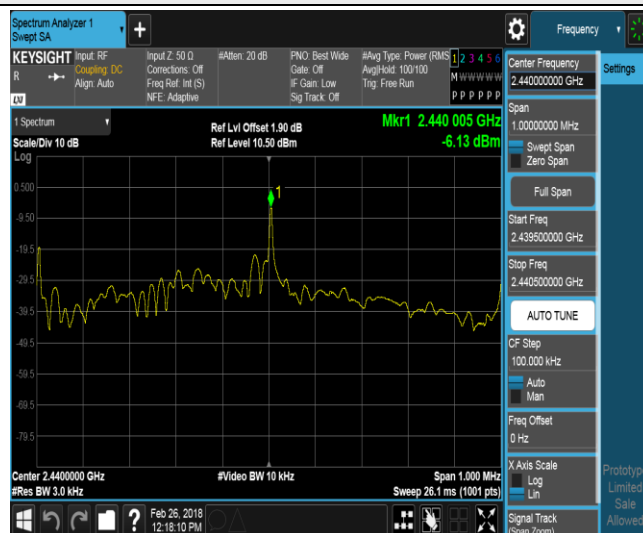 Spectrum Analyzer 1
Swept SA
+
Frequency
KEYSIGHT
R
LXI
Input: RF
Coupling: DC
Align: Auto
Input Z: 50 Ω
Corrections: Off
Freq Ref: Int (S)
NFE: Adaptive
#Atten: 20 dB
PNO: Best Wide
Gate: Off
IF Gain: Low
Sig Track: Off
#Avg Type: Power (RMS
Avg|Hold: 100/100
Trig: Free Run
1 2 3 4 5 6
M W W W W W
P P P P P P
1 Spectrum
Scale/Div 10 dB
Log
Ref Lvl Offset 1.90 dB
Ref Level 10.50 dBm
Mkr1 2.440 005 GHz
-6.13 dBm
1
0.500
-9.50
-19.5
-29.5
-39.5
-49.5
-59.5
-69.5
-79.5
Center 2.4400000 GHz
#Res BW 3.0 kHz
#Video BW 10 kHz
Span 1.000 MHz
Sweep 26.1 ms (1001 pts)
?
Feb 26, 2018
12:18:10 PM
Center Frequency
2.440000000 GHz
Span
1.00000000 MHz
Swept Span
Zero Span
Full Span
Start Freq
2.439500000 GHz
Stop Freq
2.440500000 GHz
AUTO TUNE
CF Step
100.000 kHz
Auto
Man
Freq Offset
0 Hz
X Axis Scale
Log
Lin
Signal Track
(Span Zoom)
Settings
Prototype
Limited
Sale
Allowed